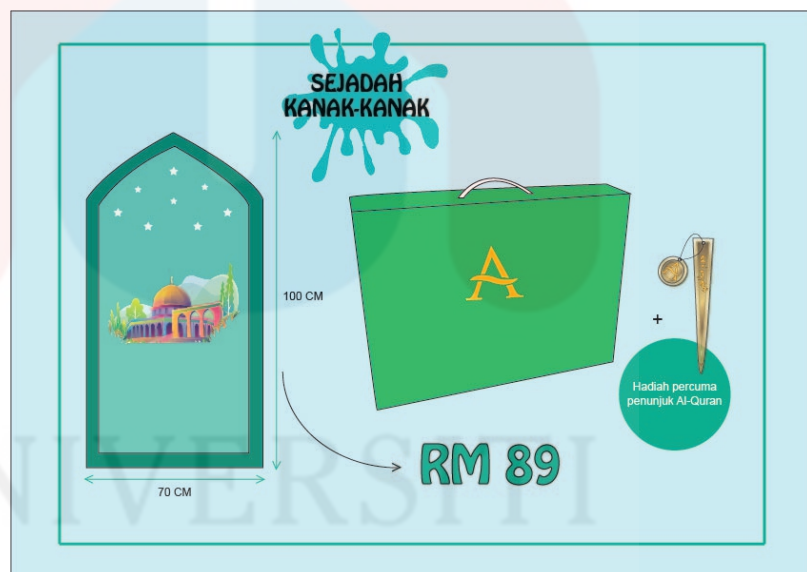 SEJADAH
KANAK-KANAK
100 CM
70 CM
A
+
Hadiah percuma
penunjuk Al-Quran
RM 89
NIVERSITI